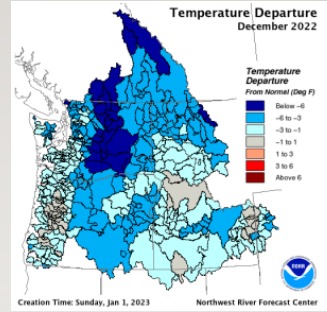 Temperature Departure
December 2022
Temperature
Departure
From Normal (Deg F)
Below -6
-6 to -3
-3 to -1
-1 to 1
1 to 3
3 to 6
Above 6
NOAA
Creation Time: Sunday, Jan 1, 2023
Northwest River Forecast Center